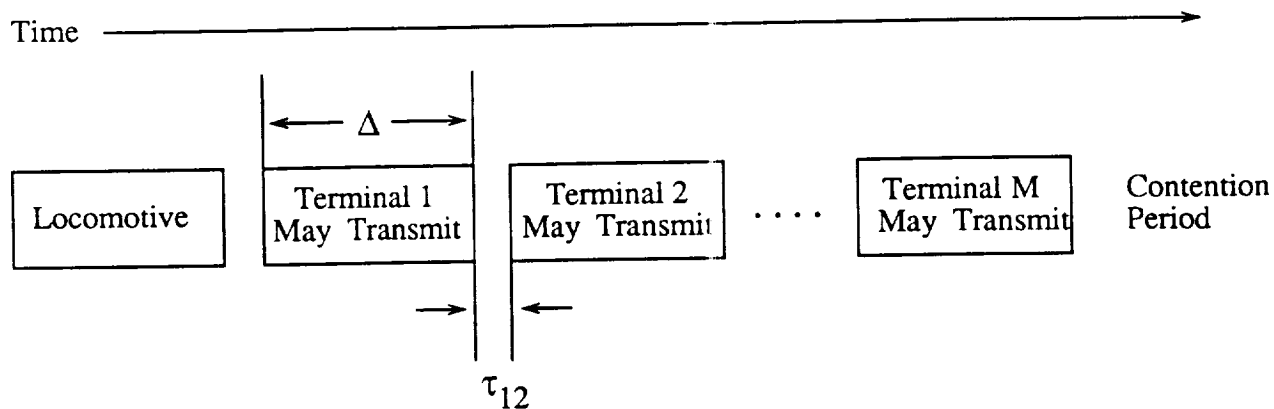 Time
Δ
Locomotive
Terminal 1
May Transmit
Terminal 2
May Transmit
. . . .
Terminal M
May Transmit
Contention
Period
τ12